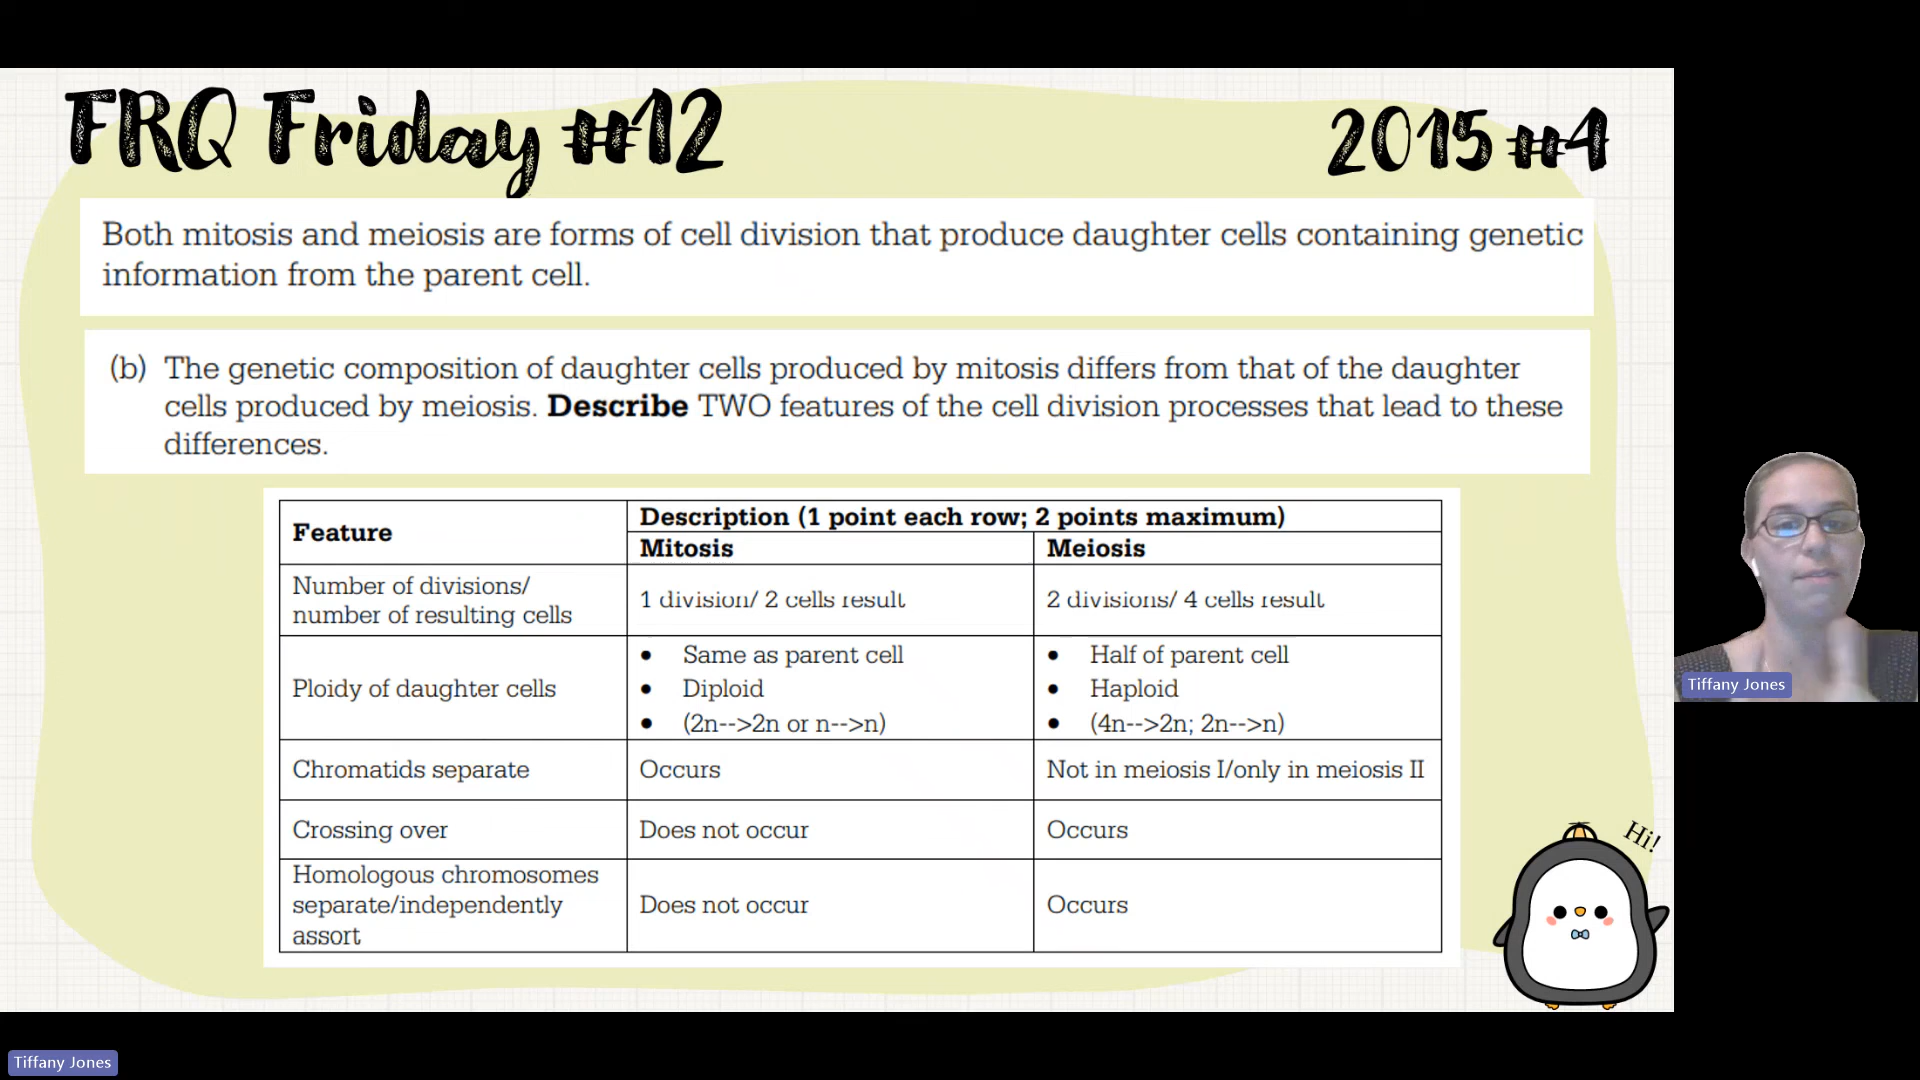 FRQ Friday #12
2015 #4
Both mitosis and meiosis are forms of cell division that produce daughter cells containing genetic
information from the parent cell.
(b) The genetic composition of daughter cells produced by mitosis differs from that of the daughter
cells produced by meiosis. Describe TWO features of the cell division processes that lead to these
differences.
Feature
Description (1 point each row; 2 points maximum)
Mitosis
Meiosis
Number of divisions/
number of resulting cells
1 division/ 2 cells result
2 divisions/ 4 cells result
Ploidy of daughter cells
• Same as parent cell
• Diploid
• (2n-->2n or n-->n)
• Half of parent cell
• Haploid
• (4n-->2n; 2n-->n)
Chromatids separate
Occurs
Not in meiosis I/only in meiosis II
Crossing over
Does not occur
Occurs
Homologous chromosomes
separate/independently
assort
Does not occur
Occurs
Hi!
Tiffany Jones
Tiffany Jones